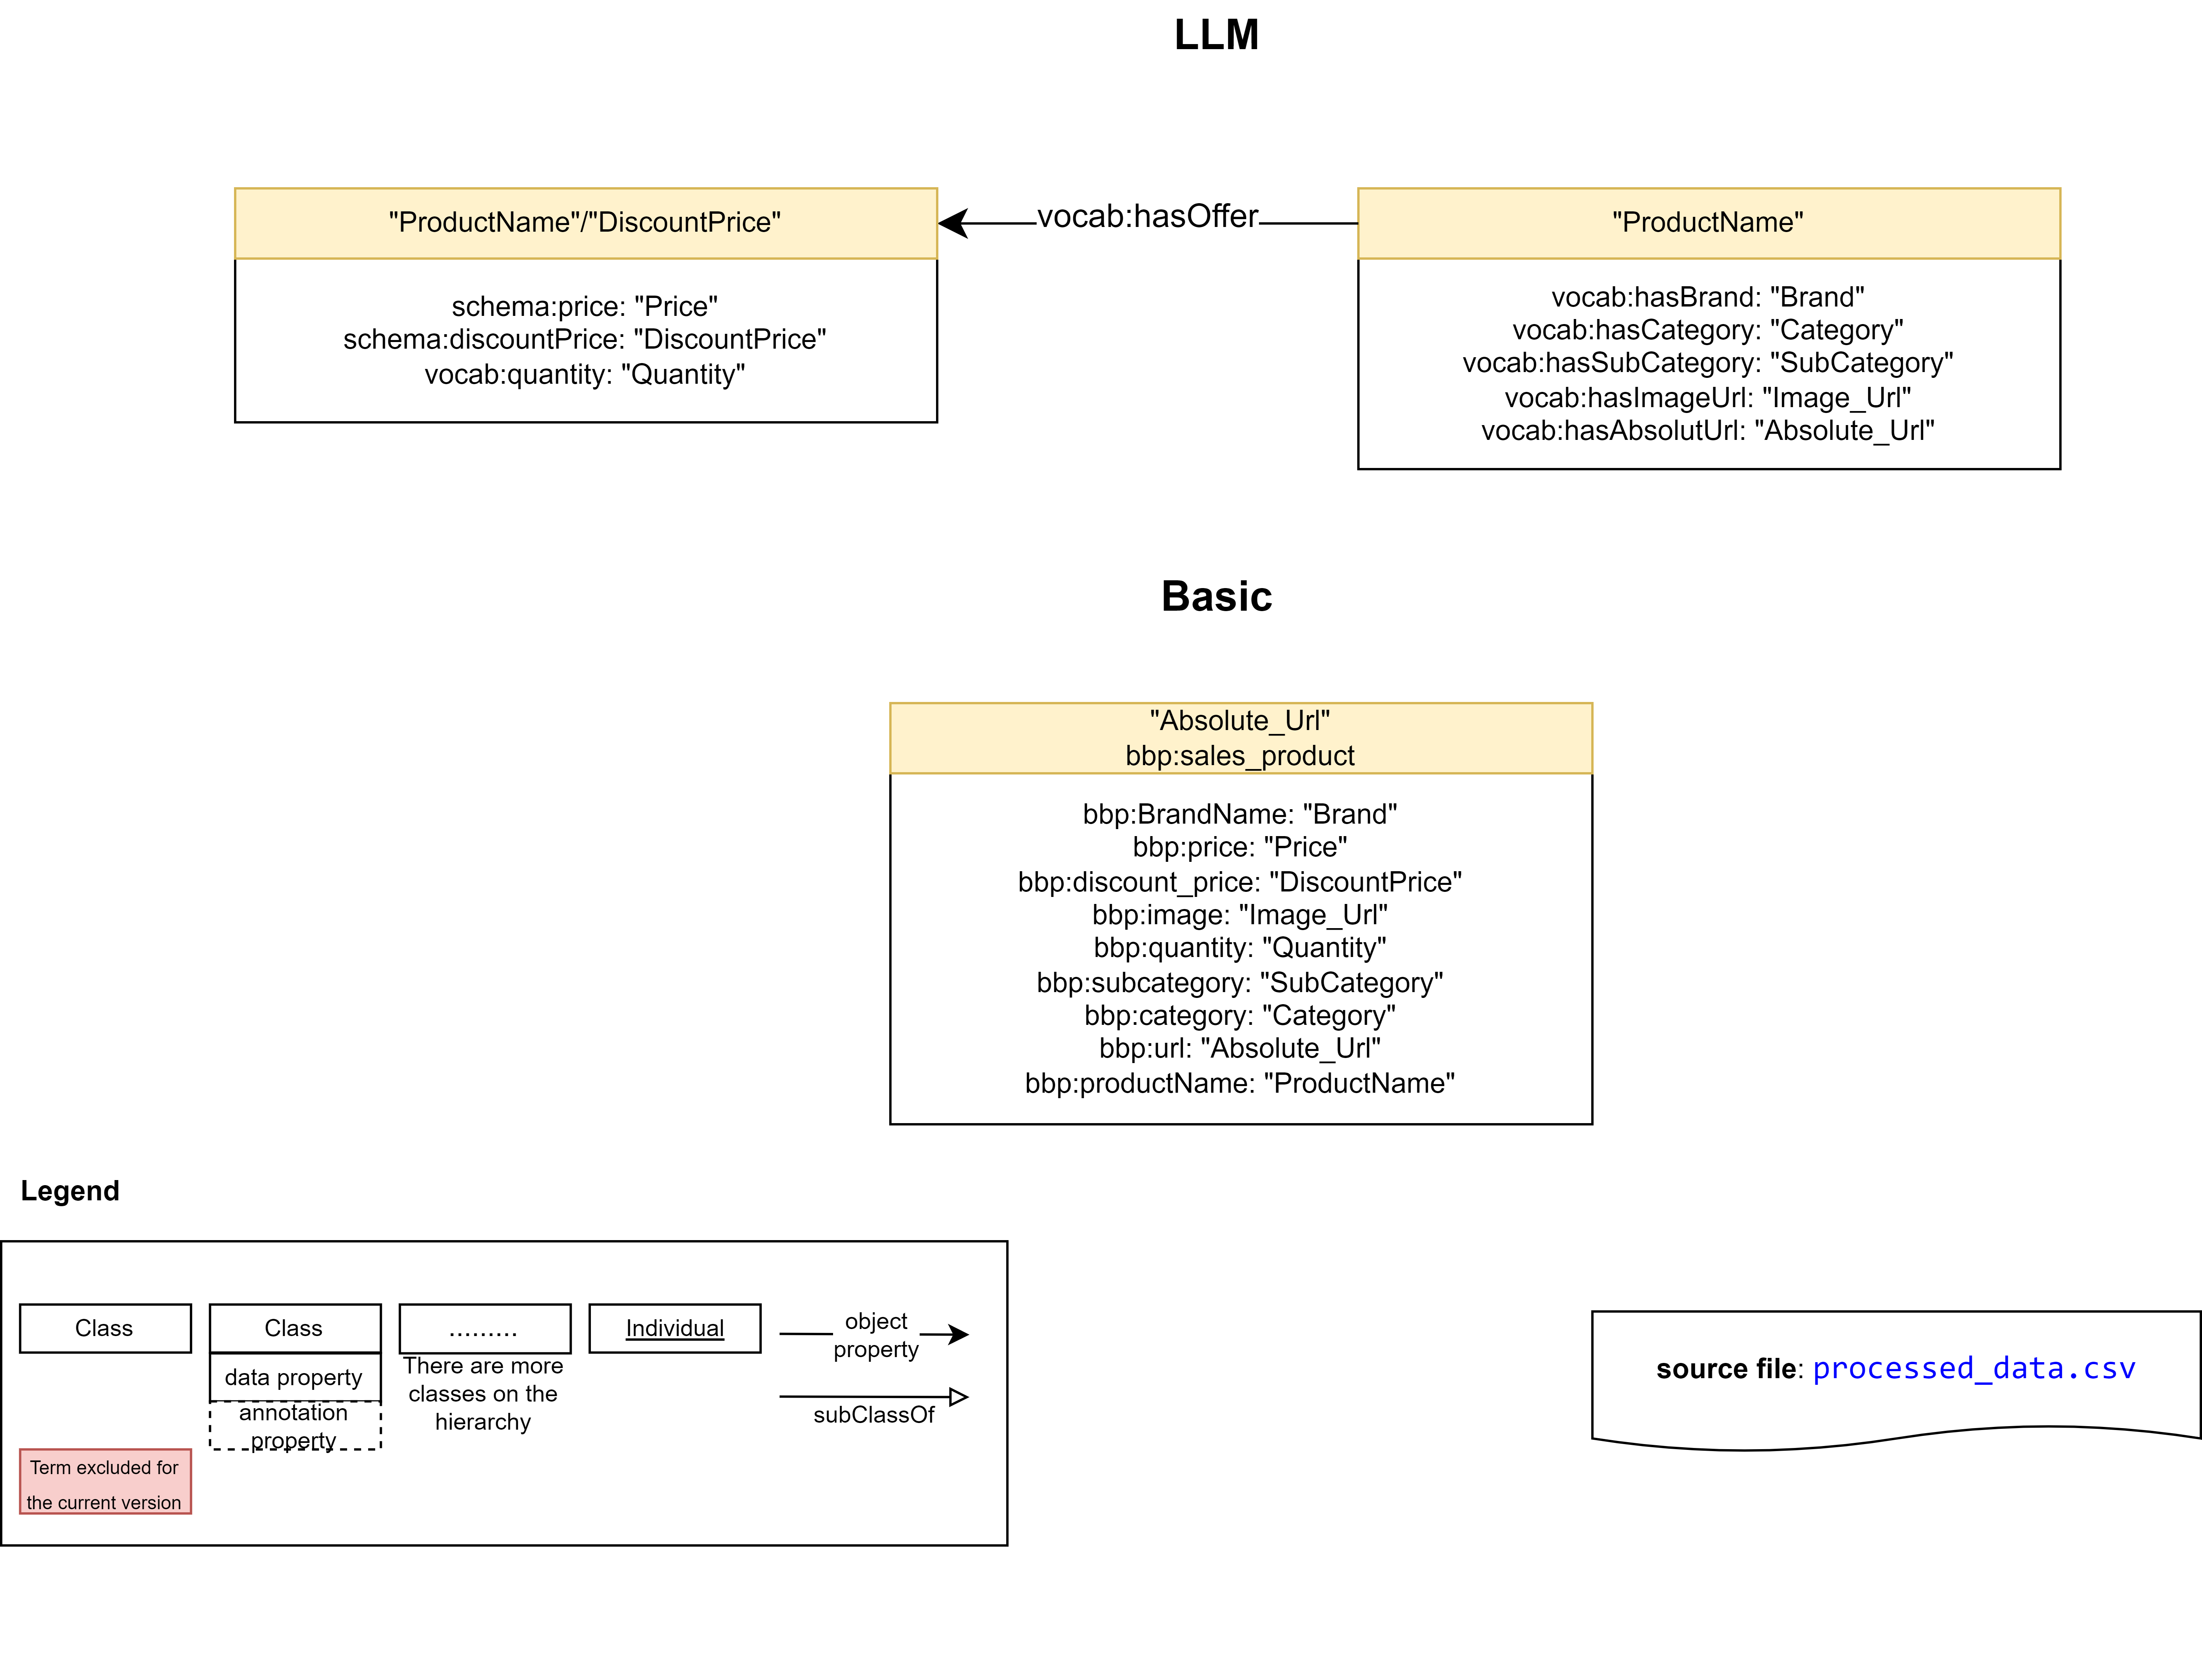 LLM
"ProductName"/"DiscountPrice"
schema:price: "Price"
schema:discountPrice: "DiscountPrice"
vocab:quantity: "Quantity"
vocab:hasOffer
"ProductName"
vocab:hasBrand: "Brand"
vocab:hasCategory: "Category"
vocab:hasSubCategory: "SubCategory"
vocab:hasImageUrl: "Image_Url"
vocab:hasAbsolutUrl: "Absolute_Url"
Basic
"Absolute_Url"
bbp:sales_product
bbp:BrandName: "Brand"
bbp:price: "Price"
bbp:discount_price: "DiscountPrice"
bbp:image: "Image_Url"
bbp:quantity: "Quantity"
bbp:subcategory: "SubCategory"
bbp:category: "Category"
bbp:url: "Absolute_Url"
bbp:productName: "ProductName"
Legend
Class
Class
data property
annotation
property
.........
There are more
classes on the
hierarchy
Individual
object
property
subClassOf
Term excluded for
the current version
source file: processed_data.csv